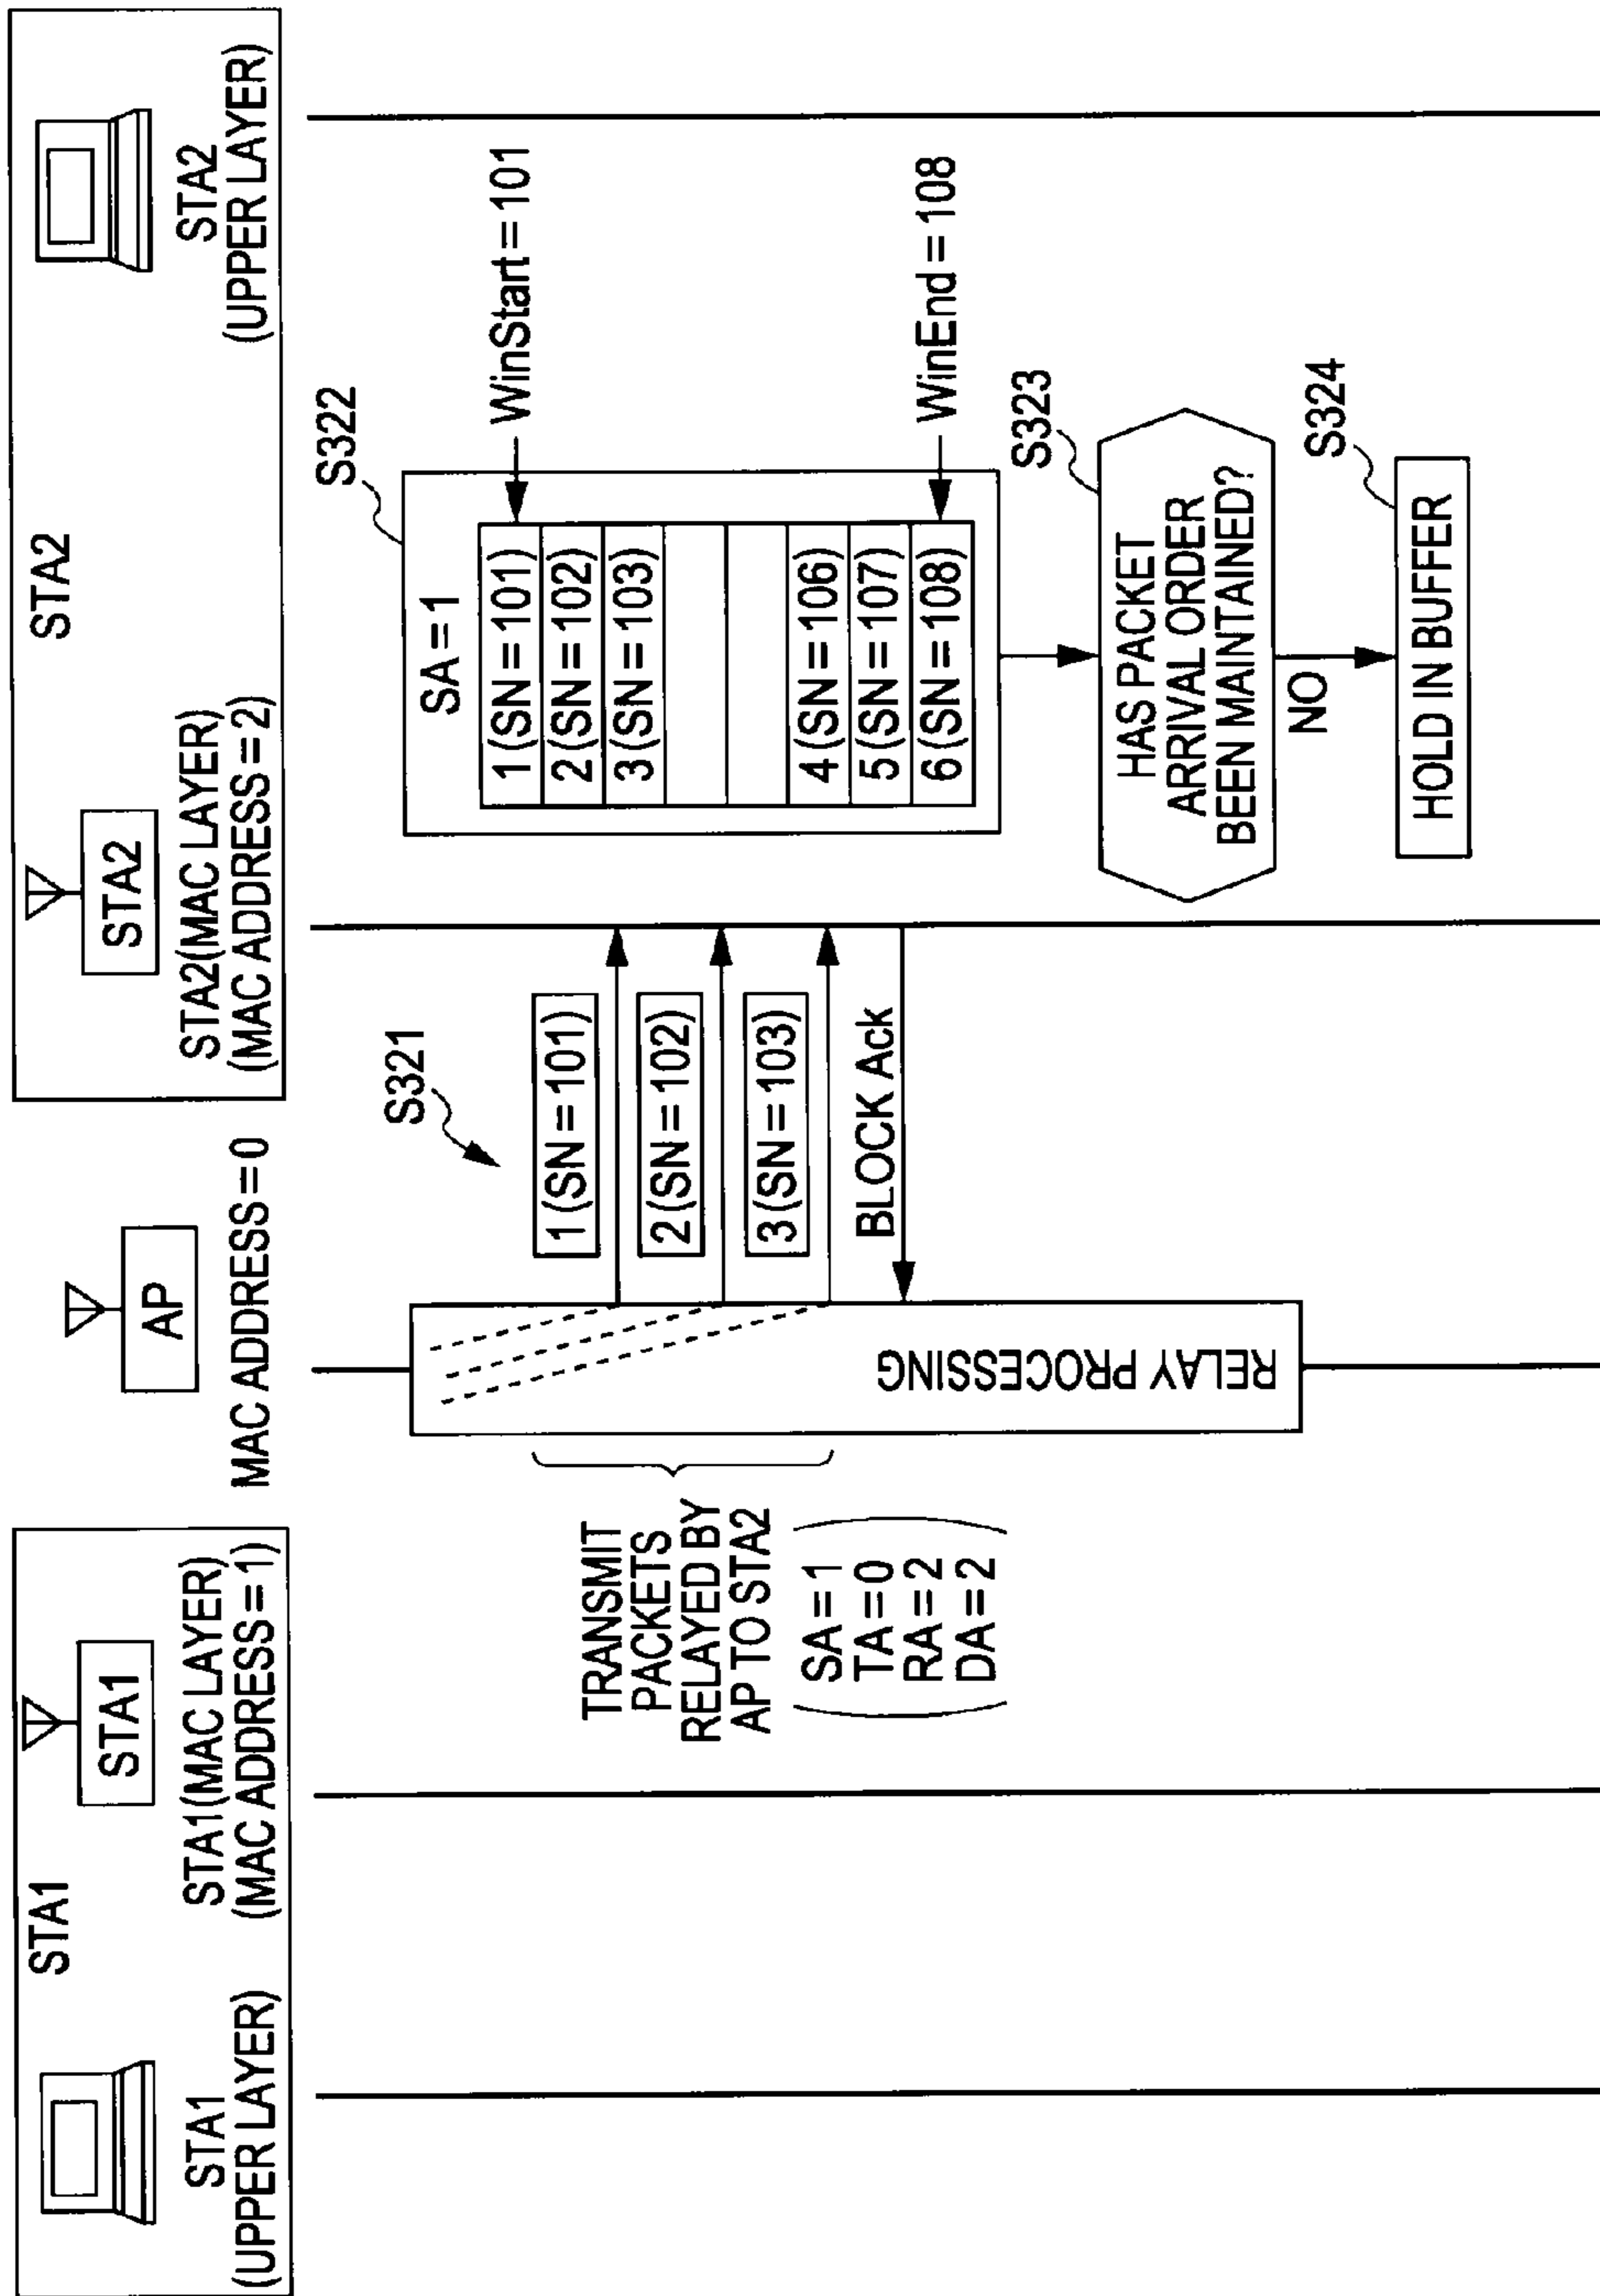 STA1
STA1
(UPPER LAYER)
STA1
STA1(MAC LAYER)
(MAC ADDRESS=1)
AP
MAC ADDRESS=0
STA2
STA2
STA2(MAC LAYER)
(MAC ADDRESS=2)
STA2
(UPPER LAYER)
TRANSMIT
PACKETS
RELAYED BY
AP TO STA2
SA=1
TA=0
RA=2
DA=2
RELAY PROCESSING
S321
1(SN=101)
2(SN=102)
3(SN=103)
BLOCK Ack
S322
SA=1
1(SN=101)
2(SN=102)
3(SN=103)
4(SN=106)
5(SN=107)
6(SN=108)
WinStart=101
WinEnd=108
S323
HAS PACKET
ARRIVAL ORDER
BEEN MAINTAINED?
NO
S324
HOLD IN BUFFER